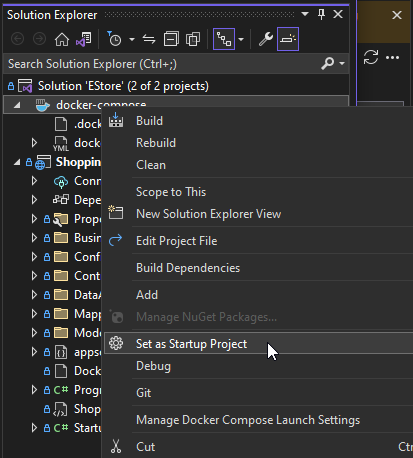 Solution Explorer
Search Solution Explorer (Ctrl+;)
Solution 'EStore' (2 of 2 projects)
docker-compose
.dock
YML dock
Shoppin
Conn
Depe
Prope
Busin
Conf
Cont
DataA
Mapp
Mode
appse
Dock
C# Progr
Shop
C# Startu
Build
Rebuild
Clean
Scope to This
New Solution Explorer View
Edit Project File
Build Dependencies
Add
Manage NuGet Packages...
Set as Startup Project
Debug
Git
Manage Docker Compose Launch Settings
Cut Ctr